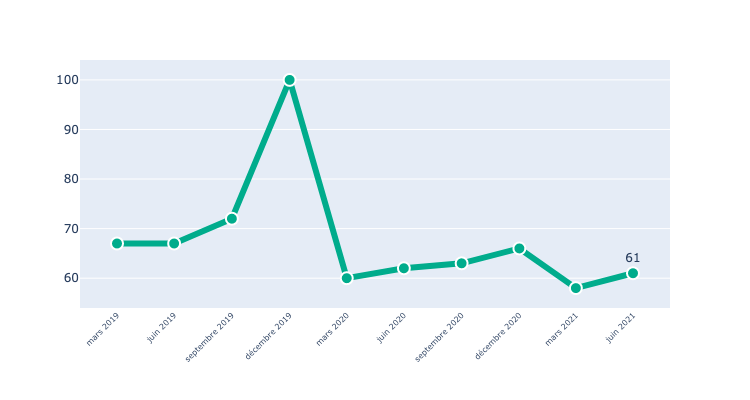 100
90
80
70
60
61
mars 2019
juin 2019
septembre 2019
décembre 2019
mars 2020
juin 2020
septembre 2020
décembre 2020
mars 2021
juin 2021